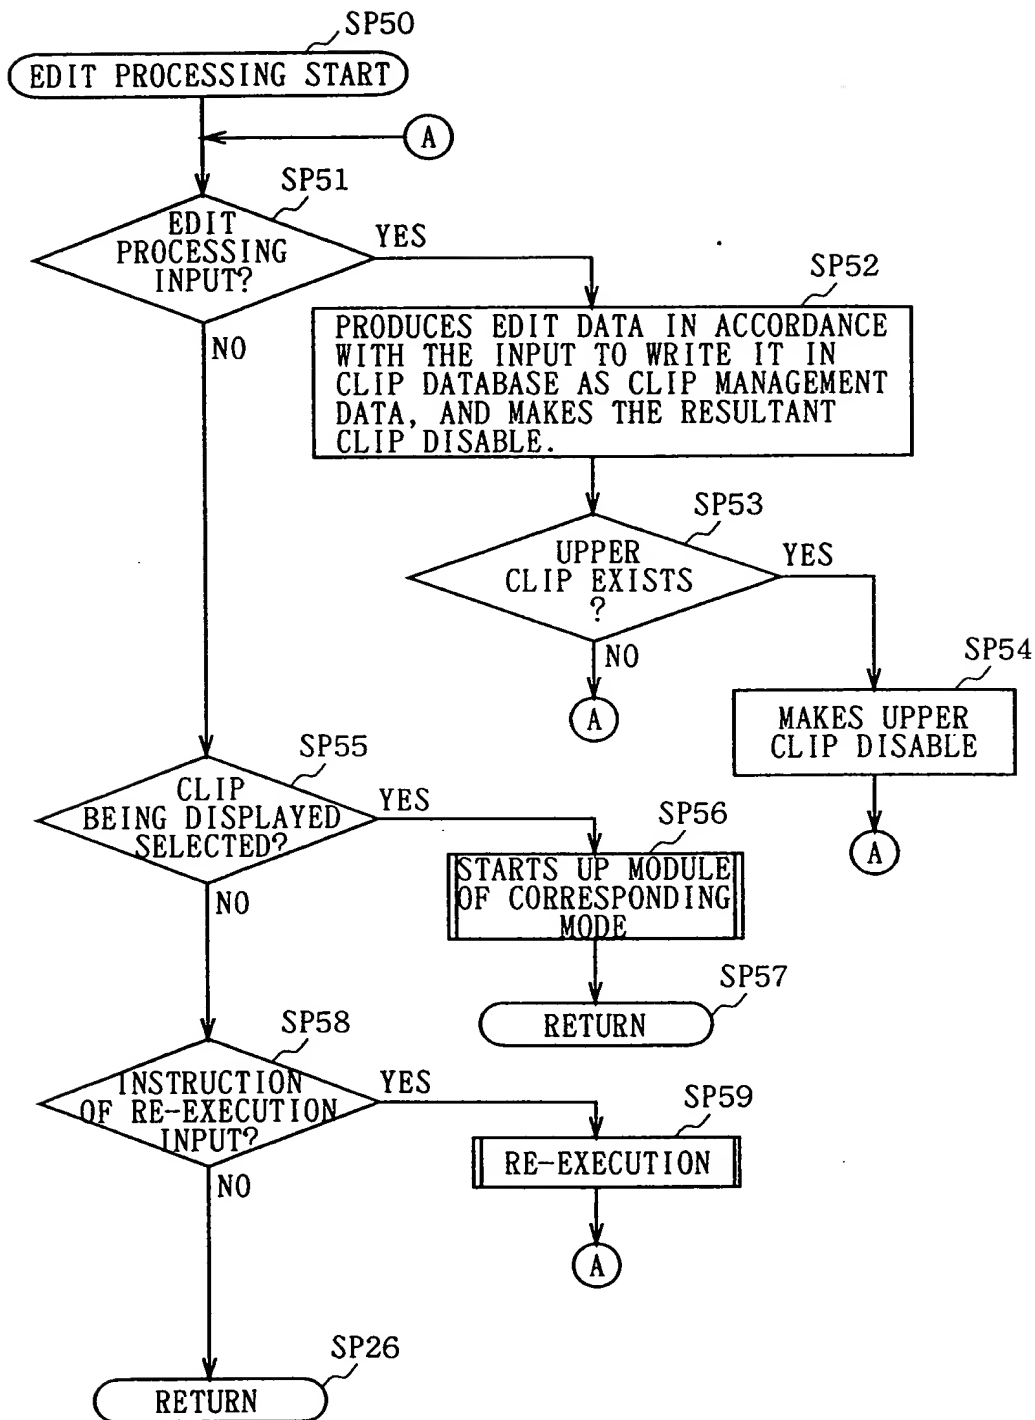 SP50
EDIT PROCESSING START
A
SP51
EDIT
PROCESSING
INPUT?
YES
NO
SP52
PRODUCES EDIT DATA IN ACCORDANCE
WITH THE INPUT TO WRITE IT IN
CLIP DATABASE AS CLIP MANAGEMENT
DATA, AND MAKES THE RESULTANT
CLIP DISABLE.
SP53
UPPER
CLIP EXISTS
?
YES
NO
A
SP54
MAKES UPPER
CLIP DISABLE
A
SP55
CLIP
BEING DISPLAYED
SELECTED?
YES
NO
SP56
STARTS UP MODULE
OF CORRESPONDING
MODE
SP57
RETURN
SP58
INSTRUCTION
OF RE-EXECUTION
INPUT?
YES
NO
SP59
RE-EXECUTION
A
SP26
RETURN